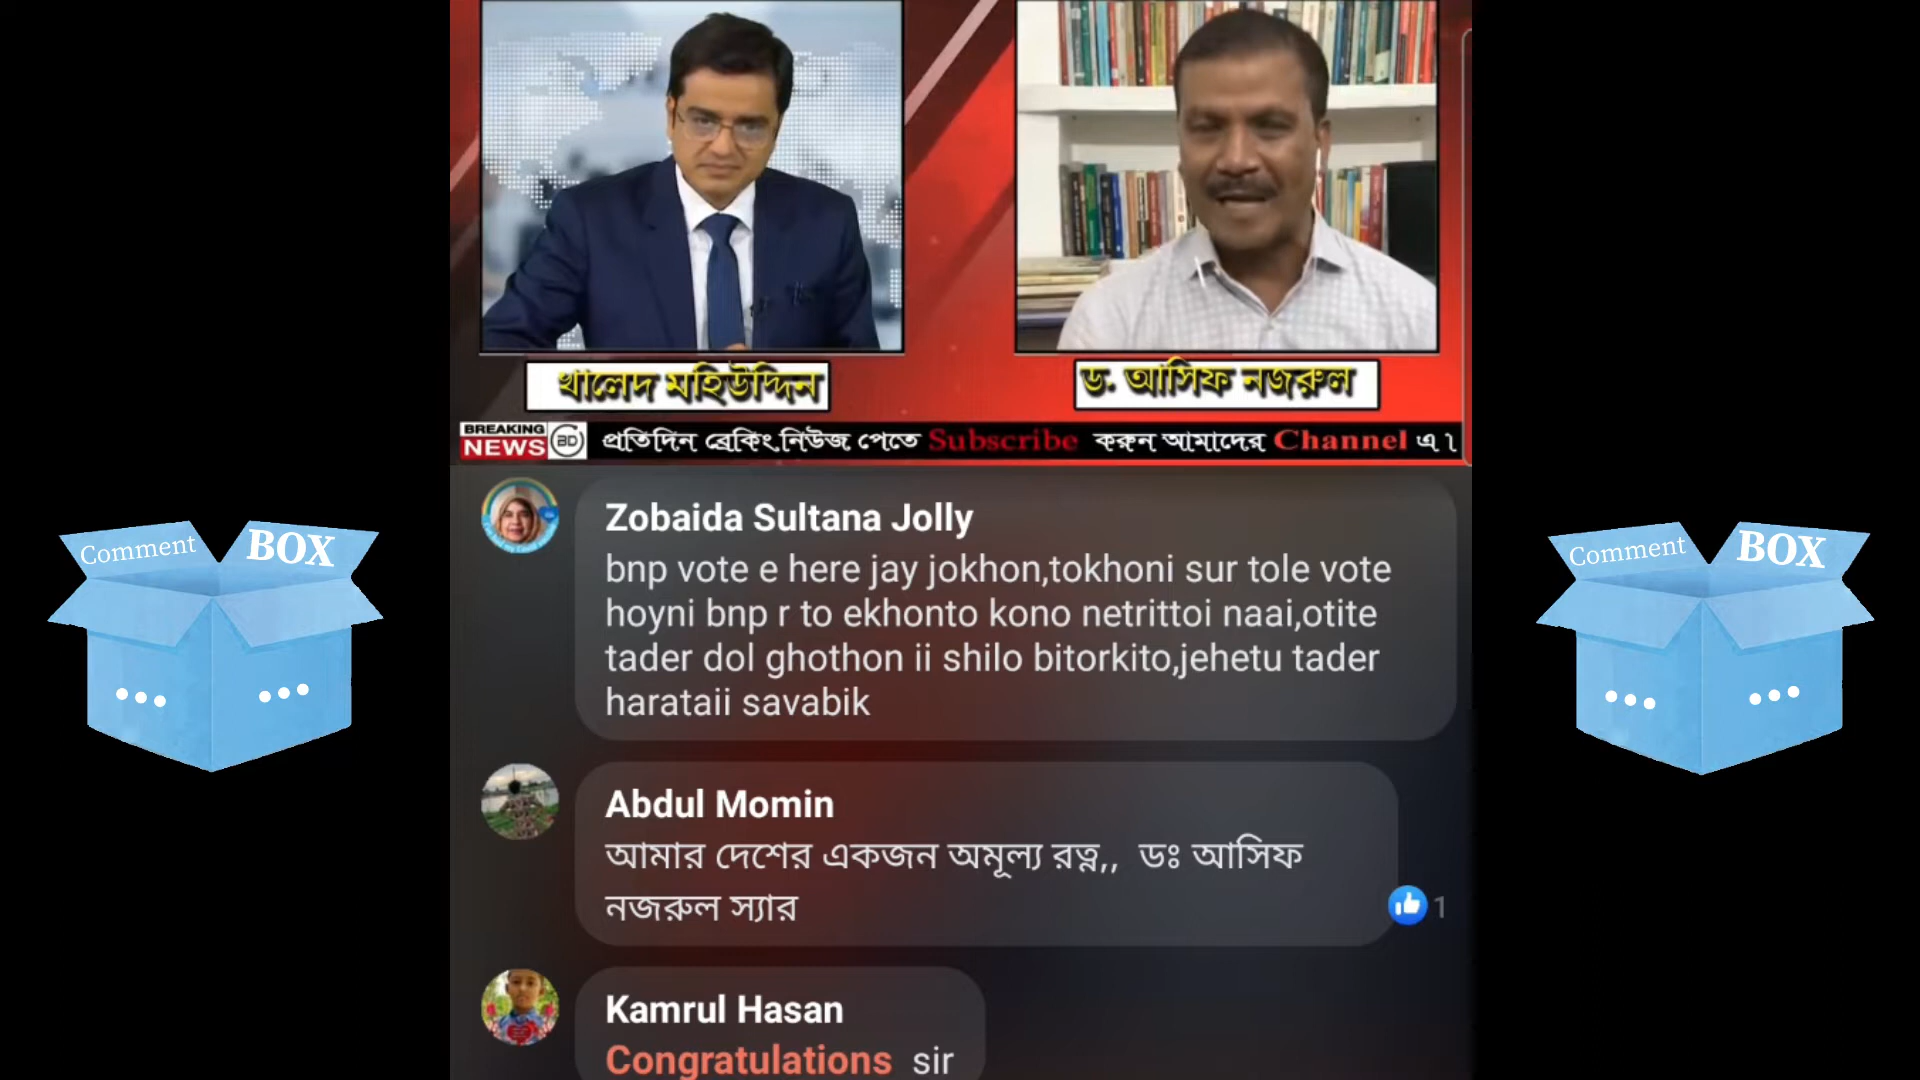 খালেদ মহিউদ্দিন
ড. আসিফ নজরুল
BREAKING
NEWS BD
প্রতিদিন ব্রেকিং নিউজ পেতে Subscribe করুন আমাদের Channel এ।
Zobaida Sultana Jolly
bnp vote e here jay jokhon,tokhoni sur tole vote
hoyni bnp r to ekhonto kono netrittoi naai,otite
tader dol ghothon ii shilo bitorkito,jehetu tader
harataii savabik
Comment BOX
Comment BOX
Abdul Momin
আমার দেশের একজন অমূল্য রত্ন,, ডঃ আসিফ
নজরুল স্যার
1
Kamrul Hasan
Congratulations sir